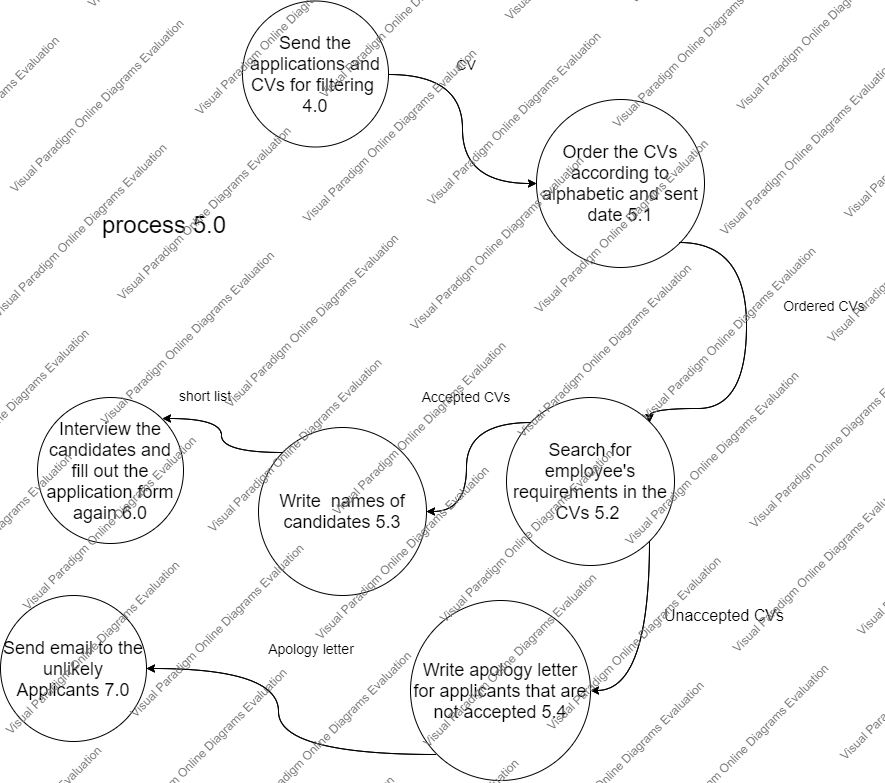 Send the
applications and
CVs for filtering
4.0
CV
Order the CVs
according to
alphabetic and sent
date 5.1
process 5.0
Ordered CVs
short list
Accepted CVs
Interview the
candidates and
fill out the
application form
again 6.0
Write  names of
candidates 5.3
Search for
employee's
requirements in the
CVs 5.2
Unaccepted CVs
Send email to the
unlikely
Applicants 7.0
Apology letter
Write apology letter
for applicants that are
not accepted 5.4
Visual Paradigm Online Diagrams Evaluation